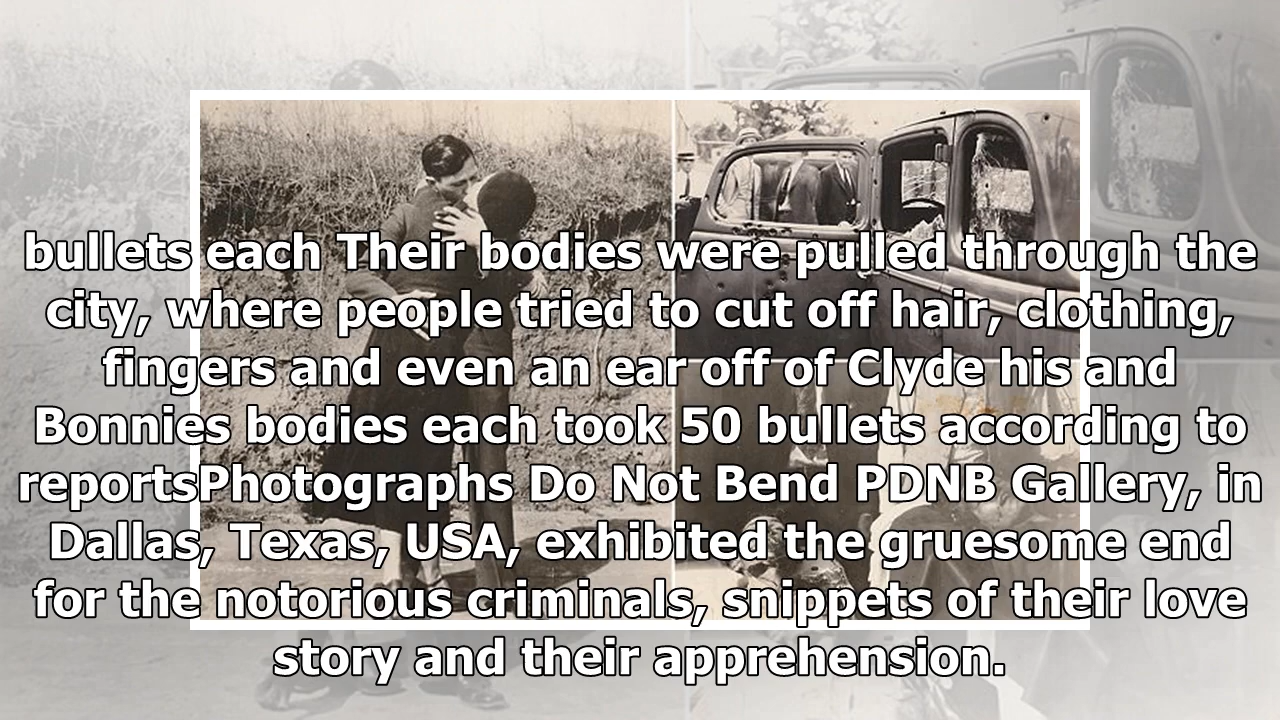 bullets each Their bodies were pulled through the
city, where people tried to cut off hair, clothing,
fingers and even an ear off of Clyde his and
Bonnies bodies each took 50 bullets according to
reportsPhotographs Do Not Bend PDNB Gallery, in
Dallas, Texas, USA, exhibited the gruesome end
for the notorious criminals, snippets of their love
story and their apprehension.